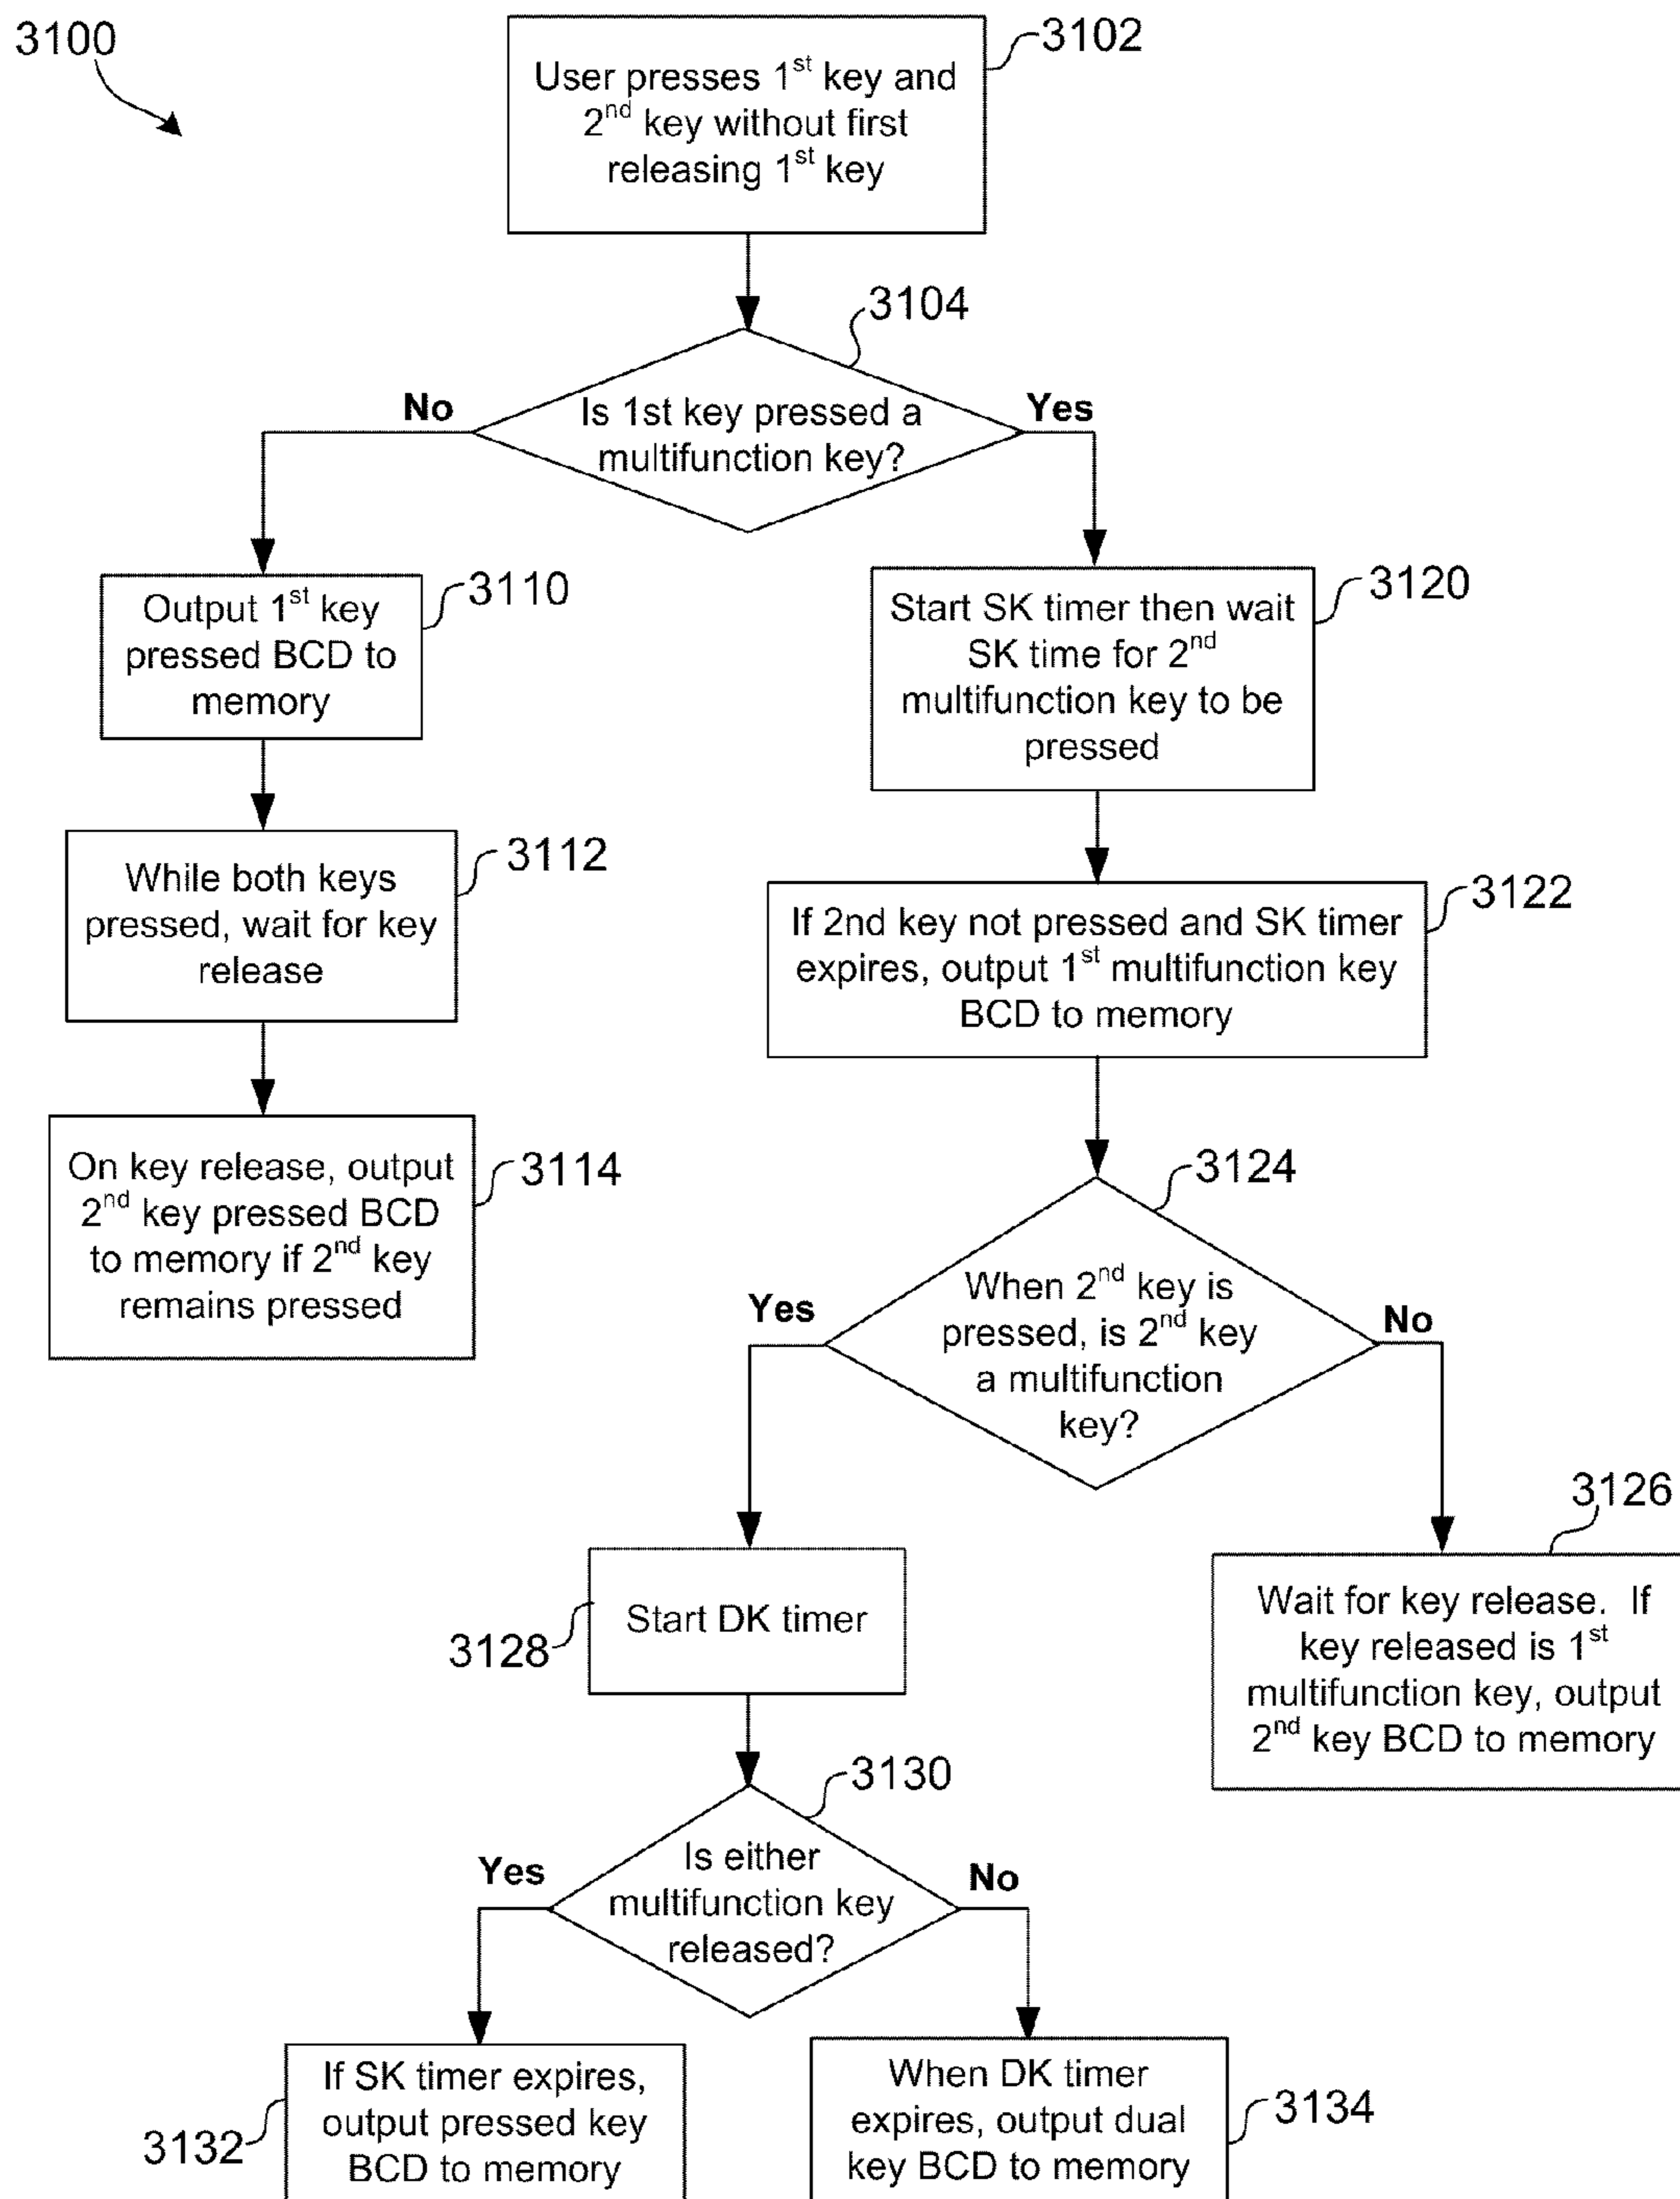 3100
3102
User presses 1st key and
2nd key without first
releasing 1st key
3104
No
Yes
Is 1st key pressed a
multifunction key?
3110
Output 1st key
pressed BCD to
memory
3120
Start SK timer then wait
SK time for 2nd
multifunction key to be
pressed
3112
While both keys
pressed, wait for key
release
3122
If 2nd key not pressed and SK timer
expires, output 1st multifunction key
BCD to memory
3114
On key release, output
2nd key pressed BCD
to memory if 2nd key
remains pressed
3124
Yes
No
When 2nd key is
pressed, is 2nd key
a multifunction
key?
3126
Wait for key release. If
key released is 1st
multifunction key, output
2nd key BCD to memory
3128
Start DK timer
3130
Yes
No
Is either
multifunction key
released?
3132
If SK timer expires,
output pressed key
BCD to memory
3134
When DK timer
expires, output dual
key BCD to memory